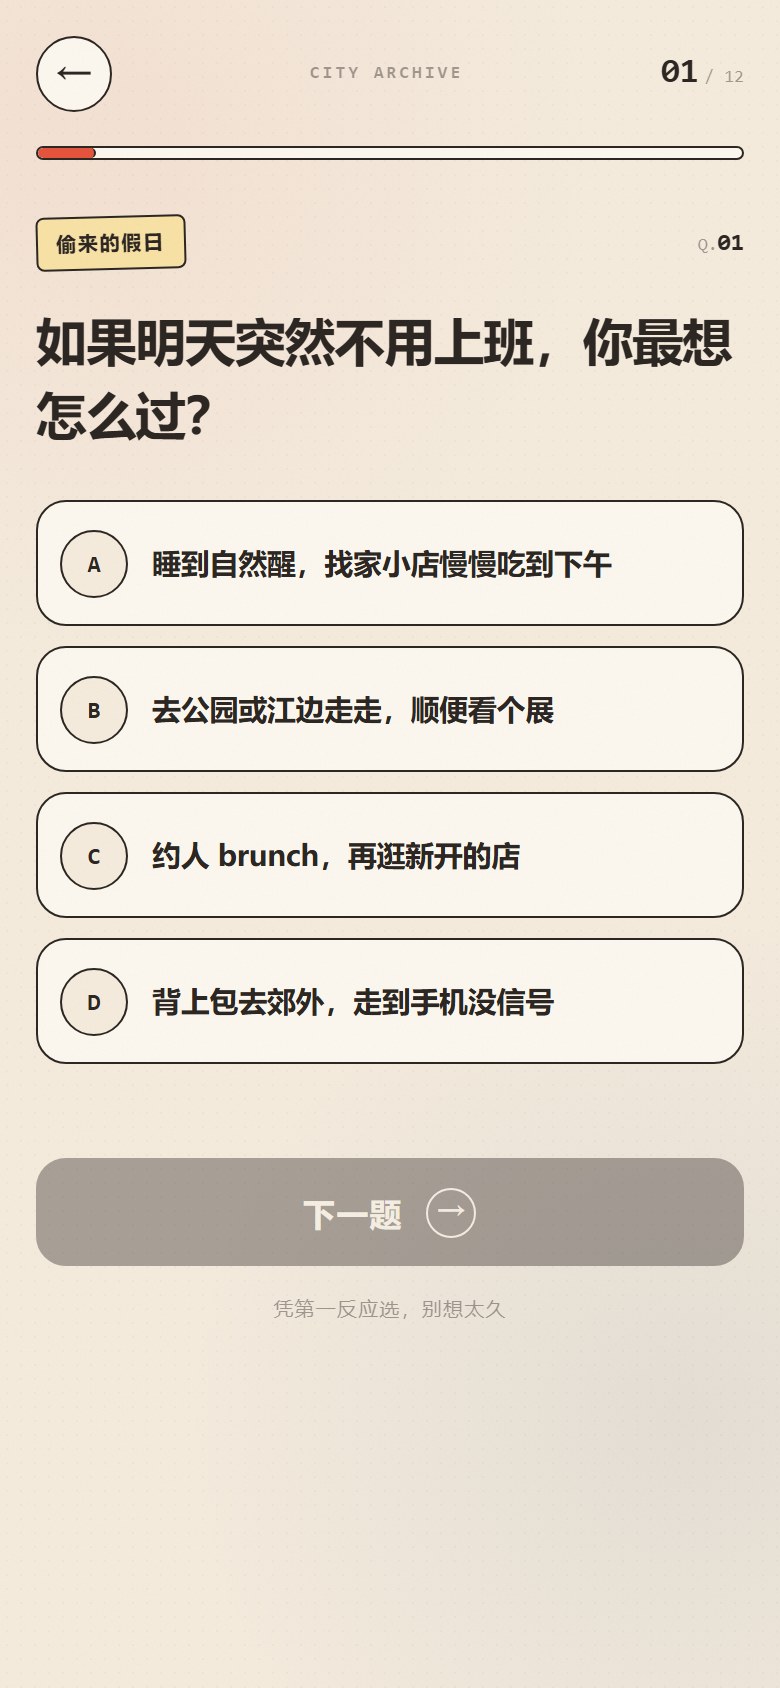 ←
CITY ARCHIVE
01 / 12
偷来的假日
Q.01
如果明天突然不用上班，你最想
怎么过？
A 睡到自然醒，找家小店慢慢吃到下午
B 去公园或江边走走，顺便看个展
C 约人 brunch，再逛新开的店
D 背上包去郊外，走到手机没信号
下一题 →
凭第一反应选，别想太久